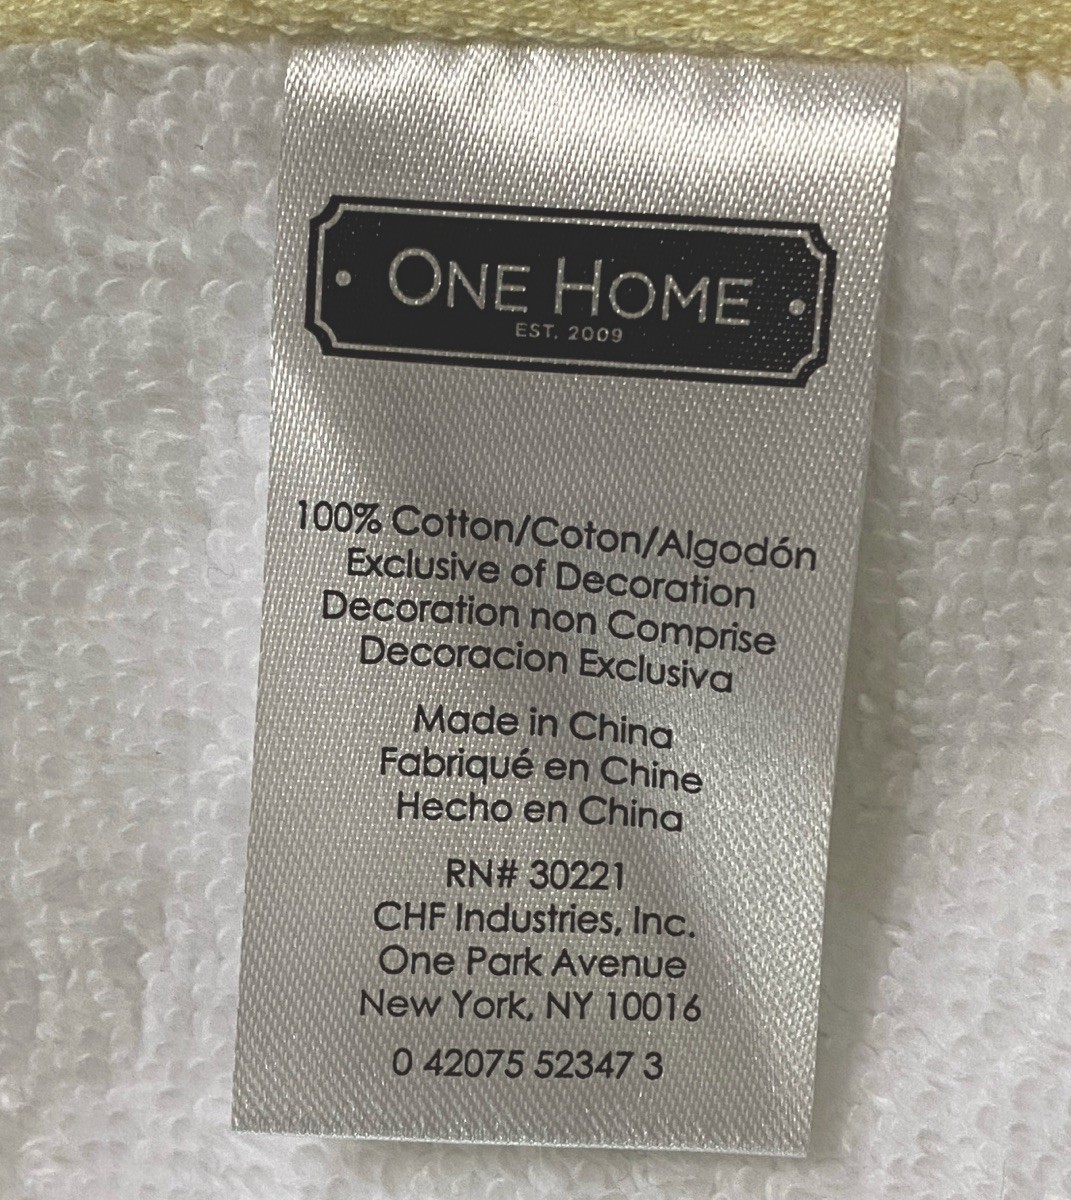 ONE HOME
EST. 2009
100% Cotton/Coton/Algodón
Exclusive of Decoration
Decoration non Comprise
Decoracion Exclusiva
Made in China
Fabriqué en Chine
Hecho en China
RN# 30221
CHF Industries, Inc.
One Park Avenue
New York, NY 10016
0 42075 52347 3